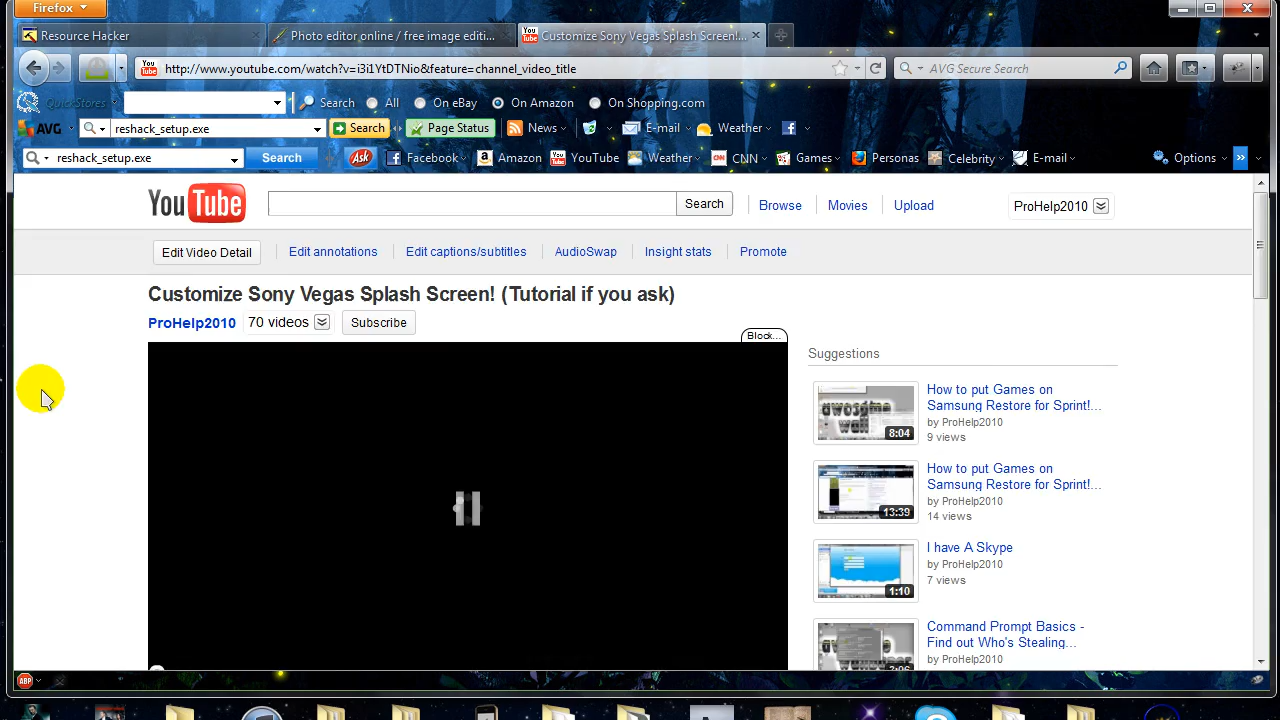 Firefox
Resource Hacker
Photo editor online / free image editi...
Customize Sony Vegas Splash Screen!...
http://www.youtube.com/watch?v=i3i1YtDTNio&feature=channel_video_title
AVG Secure Search
QuickStores
Search
All
On eBay
On Amazon
On Shopping.com
AVG
reshack_setup.exe
Search
Page Status
News
E-mail
Weather
reshack_setup.exe
Search
Ask
Facebook
Amazon
YouTube
Weather
CNN
Games
Personas
Celebrity
E-mail
Options
YouTube
Search
Browse
Movies
Upload
ProHelp2010
Edit Video Detail
Edit annotations
Edit captions/subtitles
AudioSwap
Insight stats
Promote
Customize Sony Vegas Splash Screen! (Tutorial if you ask)
ProHelp2010
70 videos
Subscribe
Block...
Suggestions
How to put Games on
Samsung Restore for Sprint!...
by ProHelp2010
9 views
8:04
How to put Games on
Samsung Restore for Sprint!...
by ProHelp2010
14 views
13:39
I have A Skype
by ProHelp2010
7 views
1:10
Command Prompt Basics -
Find out Who's Stealing...
by ProHelp2010
ABP